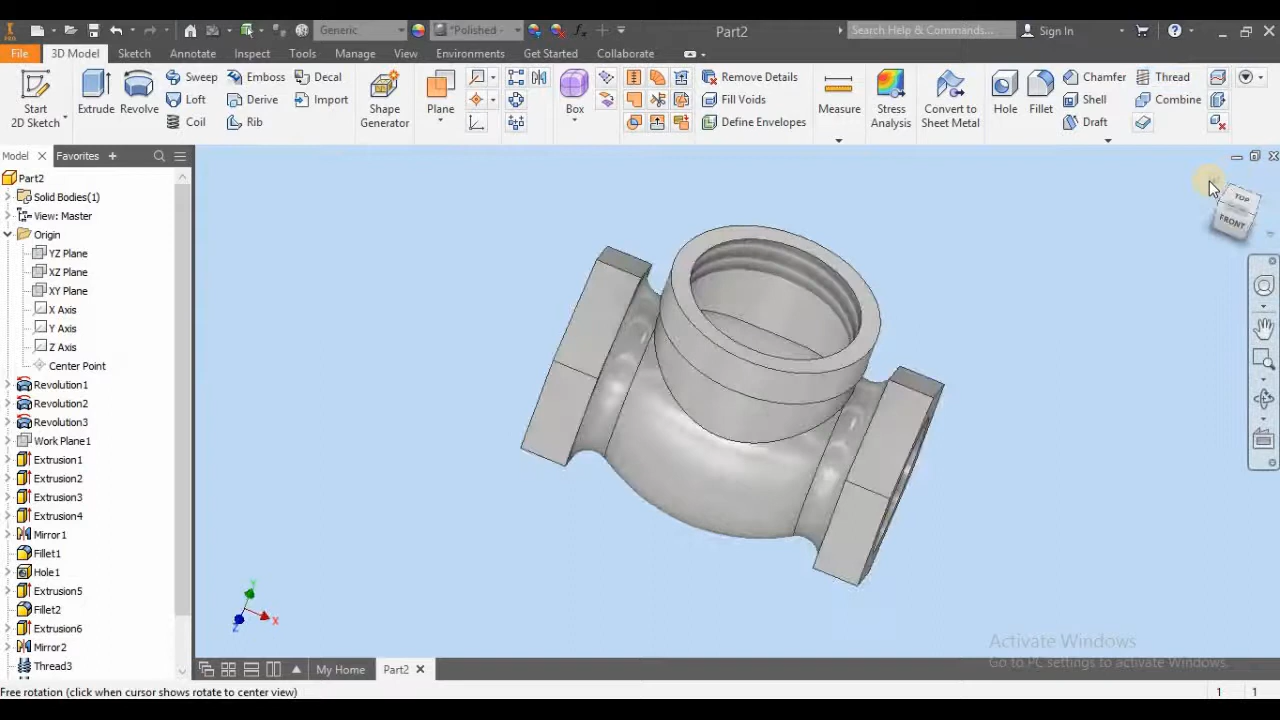 Generic
*Polished -
Part2
Search Help & Commands...
Sign In
File
3D Model
Sketch
Annotate
Inspect
Tools
Manage
View
Environments
Get Started
Collaborate
Start
2D Sketch
Extrude
Revolve
Sweep
Loft
Coil
Emboss
Derive
Rib
Decal
Import
Shape
Generator
Plane
Box
Remove Details
Fill Voids
Define Envelopes
Measure
Stress
Analysis
Convert to
Sheet Metal
Hole
Fillet
Chamfer
Shell
Draft
Thread
Combine
Model
Favorites
Part2
Solid Bodies(1)
View: Master
Origin
YZ Plane
XZ Plane
XY Plane
X Axis
Y Axis
Z Axis
Center Point
Revolution1
Revolution2
Revolution3
Work Plane1
Extrusion1
Extrusion2
Extrusion3
Extrusion4
Mirror1
Fillet1
Hole1
Extrusion5
Fillet2
Extrusion6
Mirror2
Thread3
TOP
FRONT
Y
X
Z
Activate Windows
Go to PC settings to activate Windows.
My Home
Part2
Free rotation (click when cursor shows rotate to center view)
1
1